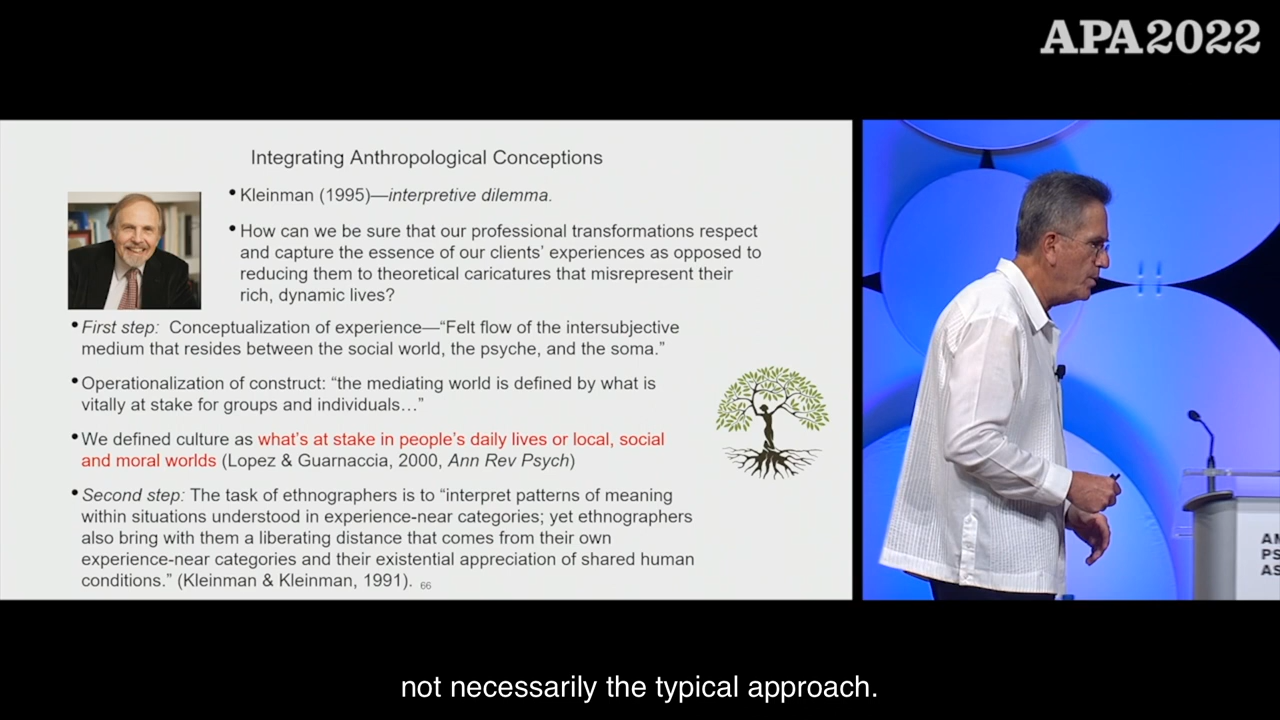 APA2022
Integrating Anthropological Conceptions
• Kleinman (1995)—interpretive dilemma.
• How can we be sure that our professional transformations respect
and capture the essence of our clients' experiences as opposed to
reducing them to theoretical caricatures that misrepresent their
rich, dynamic lives?
• First step: Conceptualization of experience—“Felt flow of the intersubjective
medium that resides between the social world, the psyche, and the soma.”
• Operationalization of construct: “the mediating world is defined by what is
vitally at stake for groups and individuals…”
• We defined culture as what's at stake in people's daily lives or local, social
and moral worlds (Lopez & Guarnaccia, 2000, Ann Rev Psych)
• Second step: The task of ethnographers is to “interpret patterns of meaning
within situations understood in experience-near categories; yet ethnographers
also bring with them a liberating distance that comes from their own
experience-near categories and their existential appreciation of shared human
conditions.” (Kleinman & Kleinman, 1991). 66
AM
PS
AS
not necessarily the typical approach.